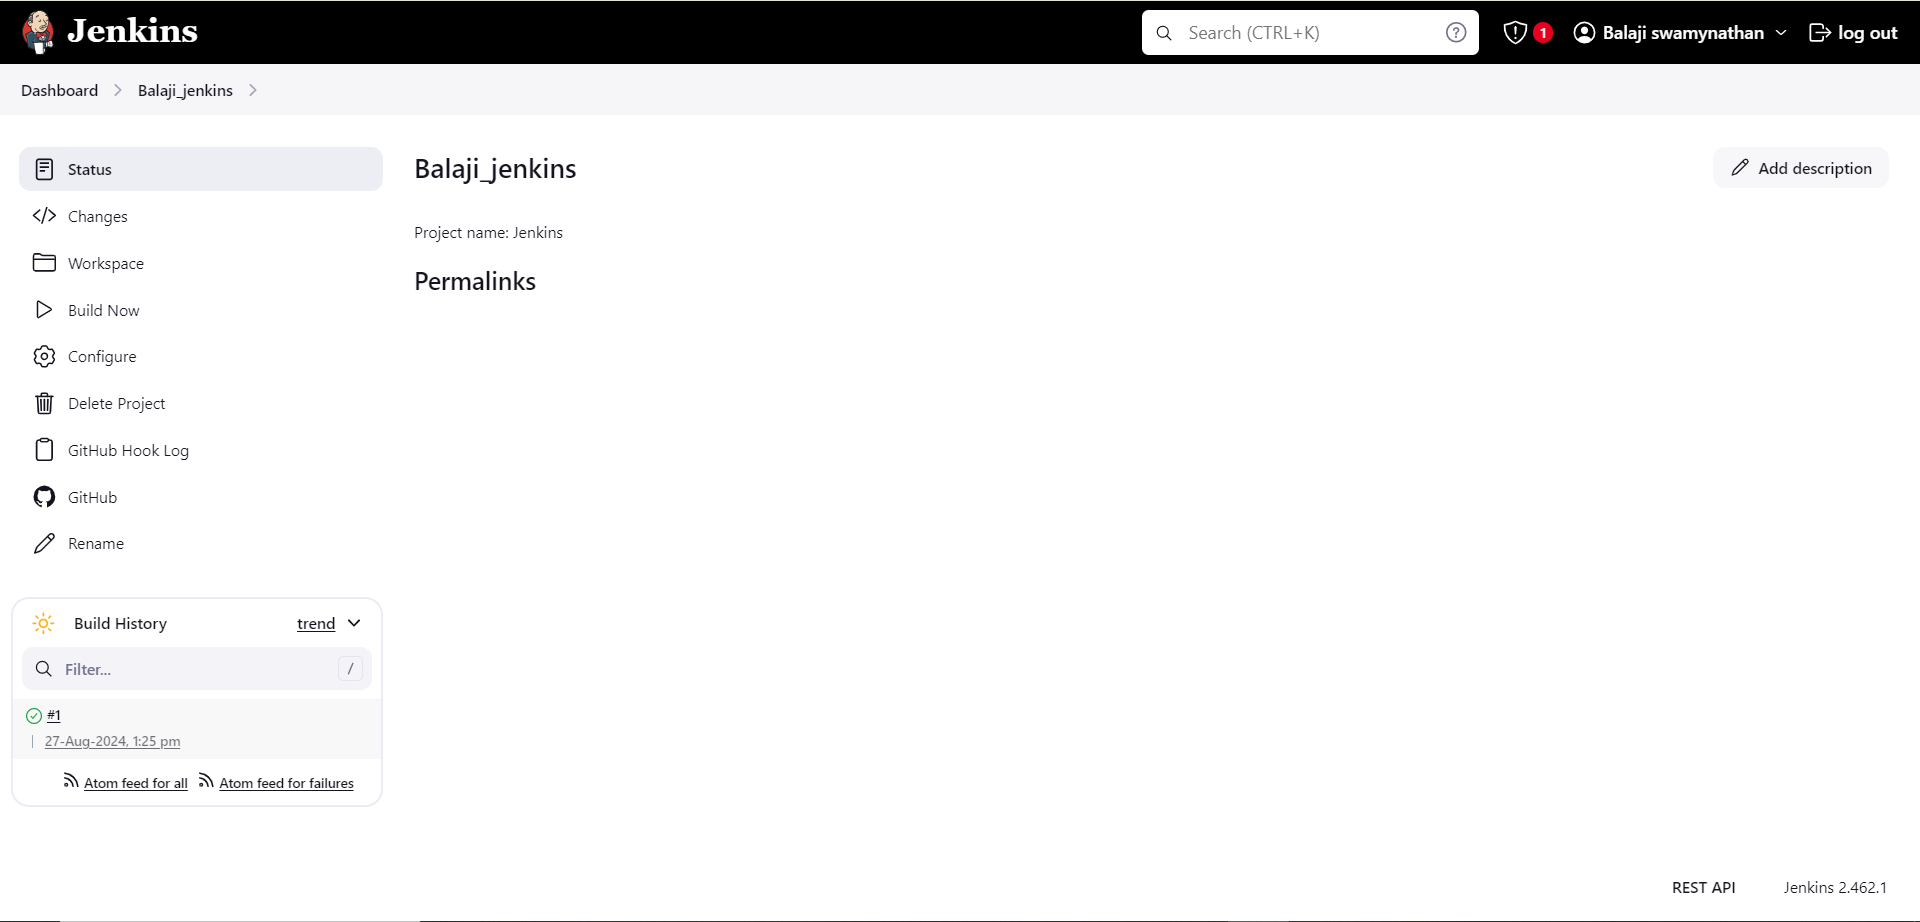 Jenkins
Search (CTRL+K)
1
Balaji swamynathan
log out
Dashboard
Balaji_jenkins
Status
Changes
Workspace
Build Now
Configure
Delete Project
GitHub Hook Log
GitHub
Rename
Build History
trend
Filter...
/
#1
27-Aug-2024, 1:25 pm
Atom feed for all
Atom feed for failures
Balaji_jenkins
Add description
Project name: Jenkins
Permalinks
REST API
Jenkins 2.462.1